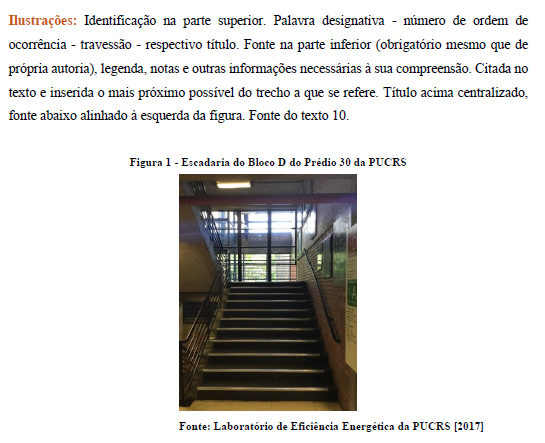 Ilustrações: Identificação na parte superior. Palavra designativa - número de ordem de
ocorrência - travessão - respectivo título. Fonte na parte inferior (obrigatório mesmo que de
própria autoria), legenda, notas e outras informações necessárias à sua compreensão. Citada no
texto e inserida o mais próximo possível do trecho a que se refere. Título acima centralizado,
fonte abaixo alinhado à esquerda da figura. Fonte do texto 10.
Figura 1 - Escadaria do Bloco D do Prédio 30 da PUCRS
Fonte: Laboratório de Eficiência Energética da PUCRS [2017]